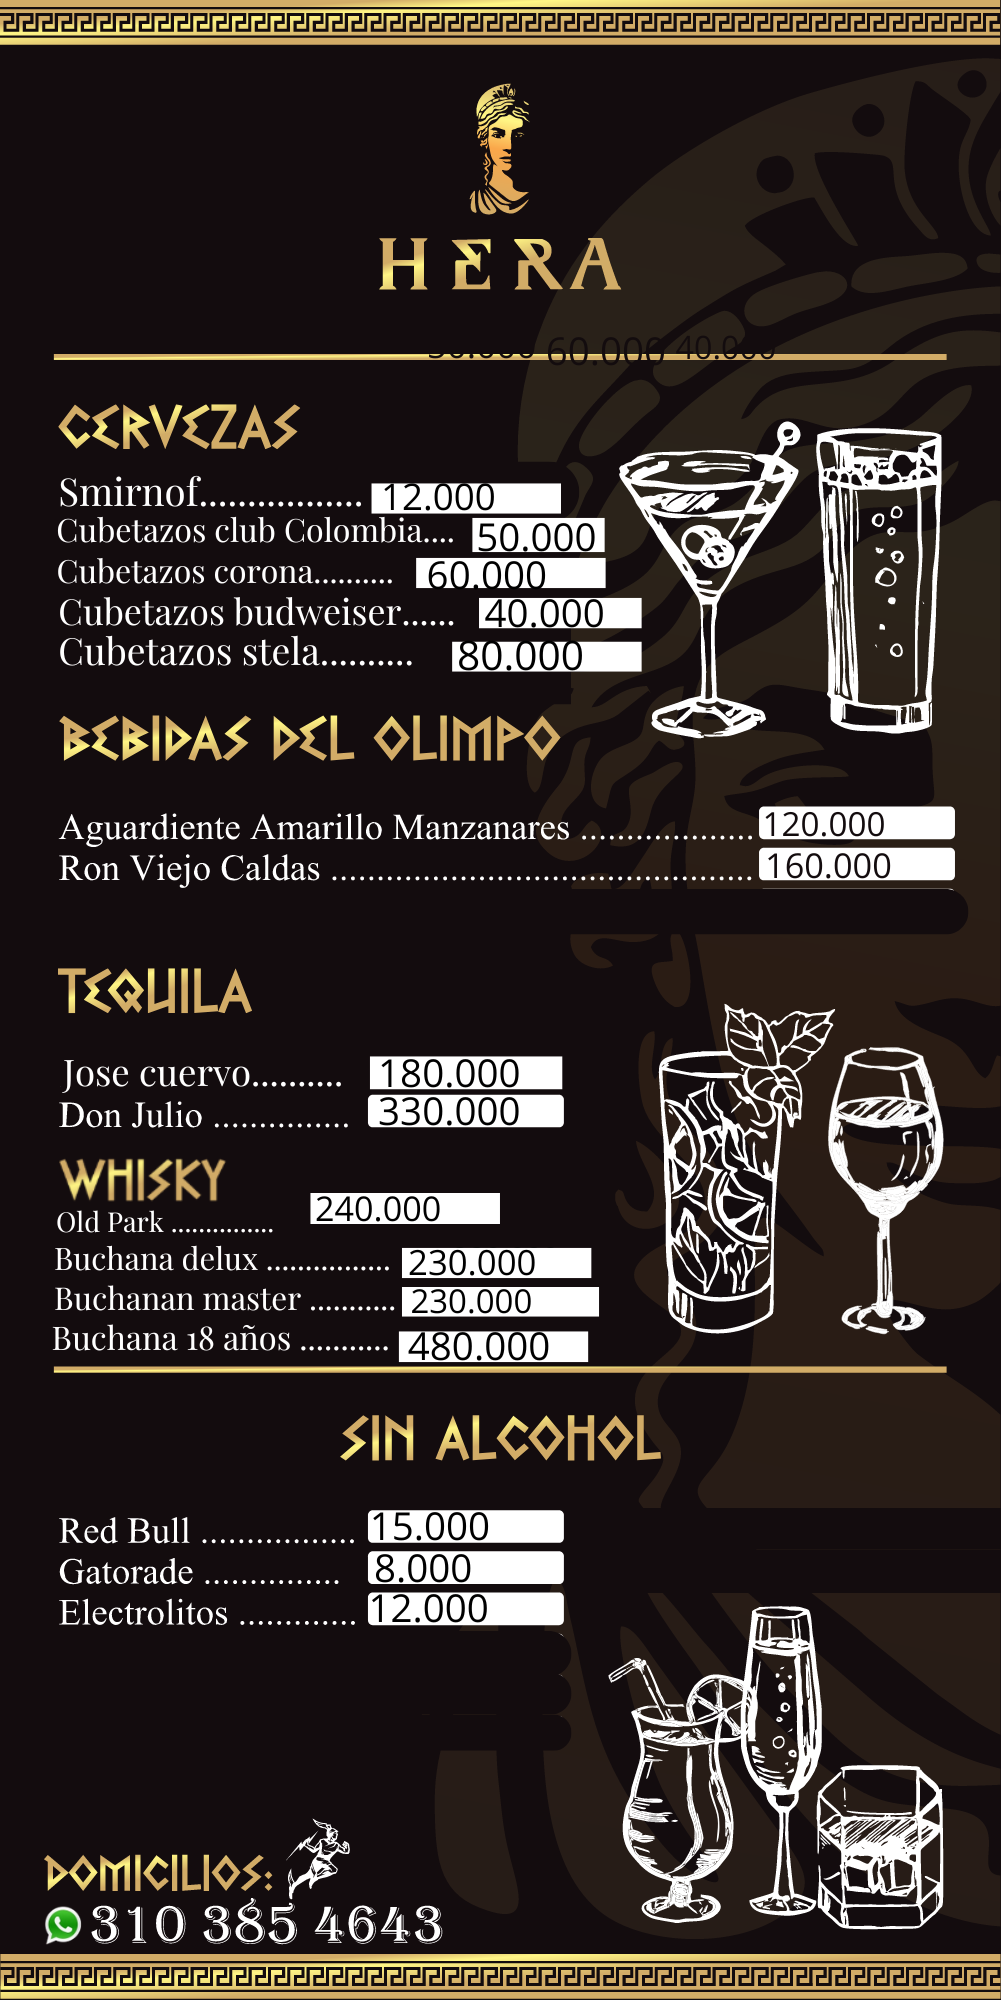 HERA
50.000 60.000 40.000
CERVEZAS
Smirnof................. 12.000
Cubetazos club Colombia.... 50.000
Cubetazos corona.......... 60.000
Cubetazos budweiser...... 40.000
Cubetazos stela.......... 80.000
BEBIDAS DEL OLIMPO
Aguardiente Amarillo Manzanares ................... 120.000
Ron Viejo Caldas .............................................. 160.000
TEQUILA
Jose cuervo.......... 180.000
Don Julio ............... 330.000
WHISKY
Old Park ............... 240.000
Buchana delux ................ 230.000
Buchanan master ........... 230.000
Buchana 18 años ........... 480.000
SIN ALCOHOL
Red Bull ................. 15.000
Gatorade ............... 8.000
Electrolitos ............. 12.000
DOMICILIOS:
310 385 4643